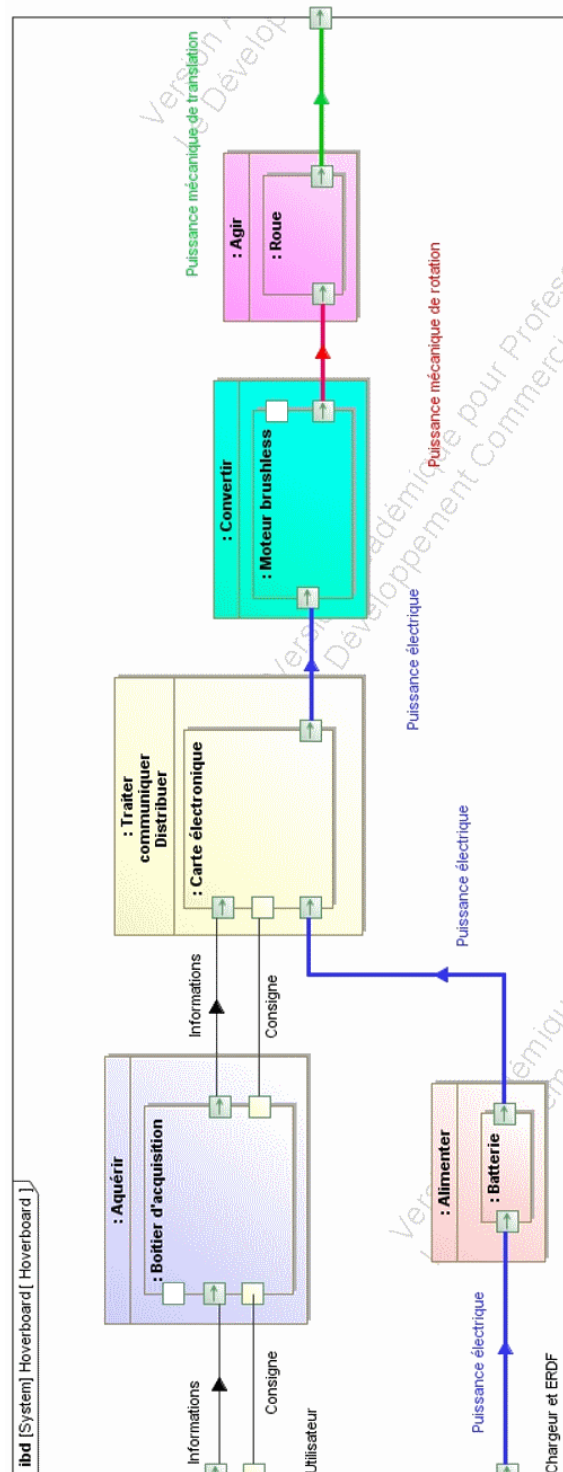 ibd [System] Hoverboard [ Hoverboard ]
Informations
Consigne
Utilisateur
: Aquérir
: Boitier d'acquisition
Informations
Consigne
: Traiter
communiquer
Distribuer
: Carte électronique
Puissance électrique
: Convertir
: Moteur brushless
Puissance mécanique de rotation
: Agir
: Roue
Puissance mécanique de translation
Chargeur et ERDF
Puissance électrique
: Alimenter
: Batterie
Puissance électrique